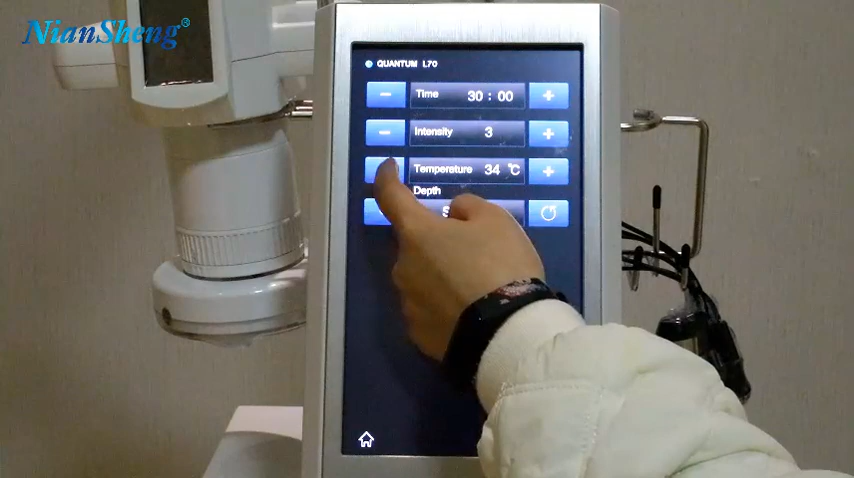 NianSheng®
QUANTUM L70
− Time 30 : 00 +
− Intensity 3 +
Temperature 34 ℃ +
Depth